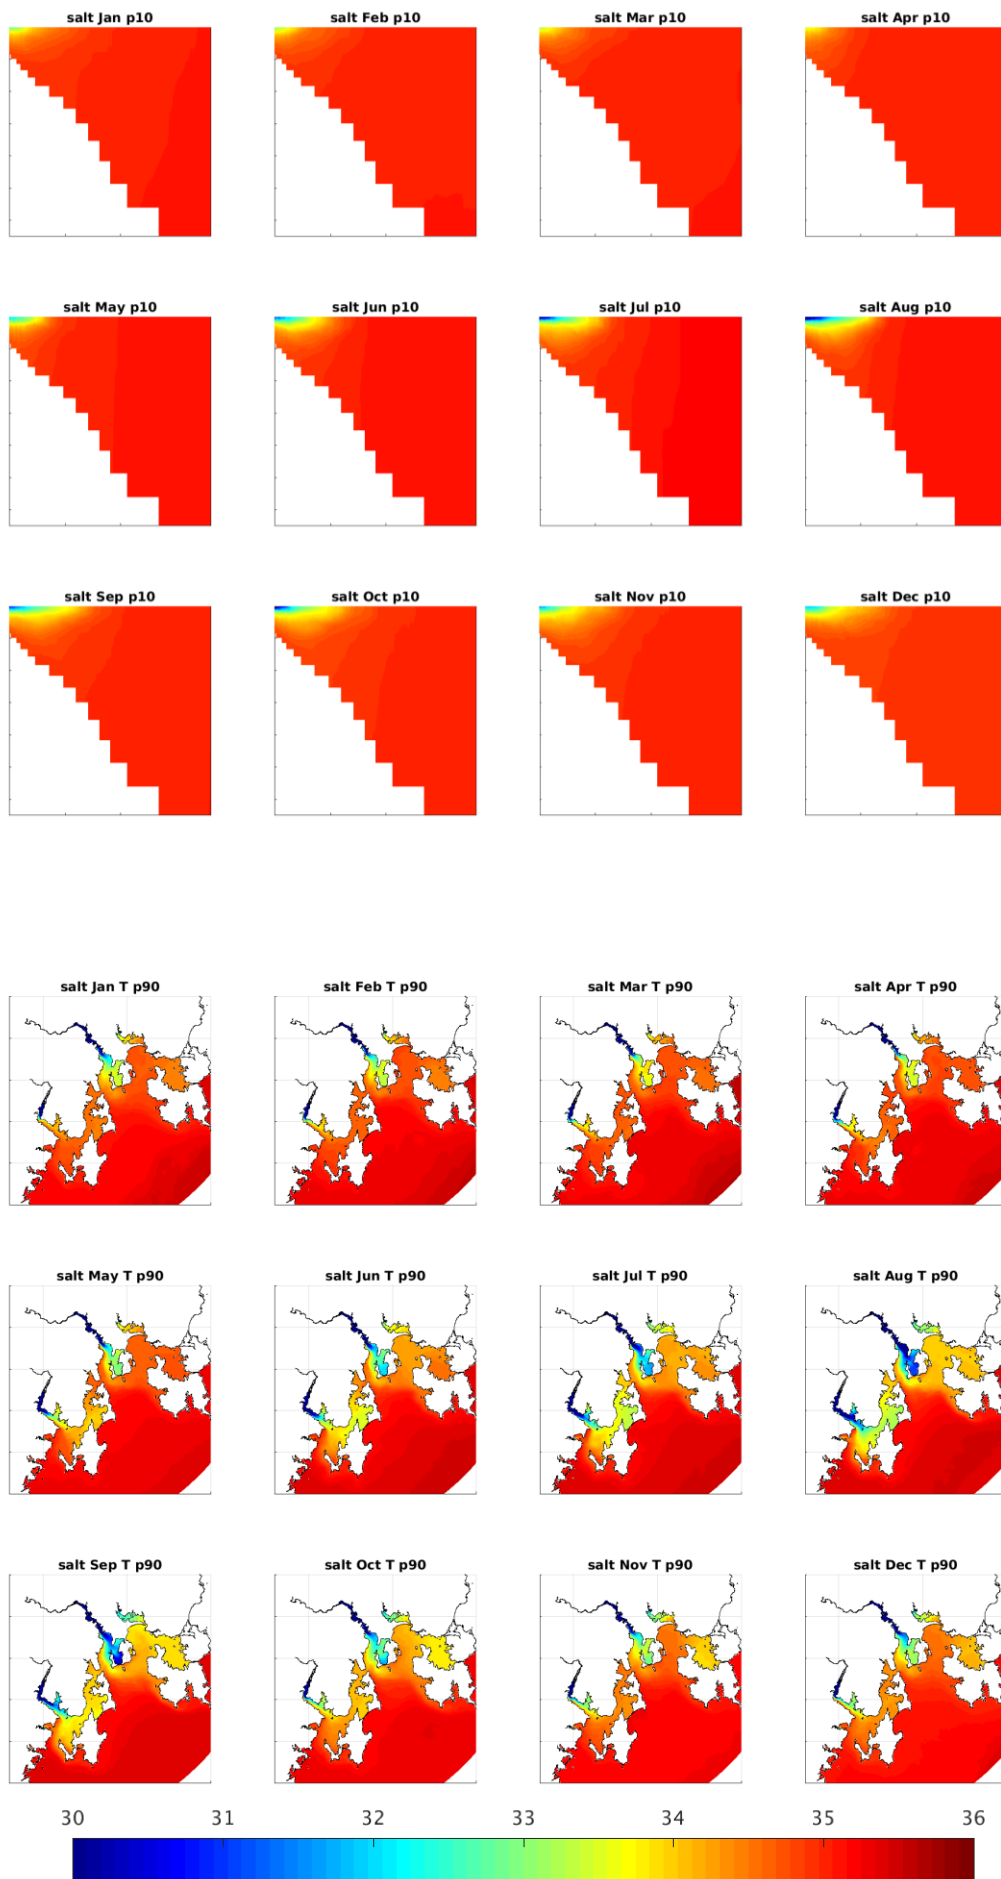 salt Jan p10 salt Feb p10 salt Mar p10 salt Apr p10
salt May p10 salt Jun p10 salt Jul p10 salt Aug p10
salt Sep p10 salt Oct p10 salt Nov p10 salt Dec p10
salt Jan T p90 salt Feb T p90 salt Mar T p90 salt Apr T p90
salt May T p90 salt Jun T p90 salt Jul T p90 salt Aug T p90
salt Sep T p90 salt Oct T p90 salt Nov T p90 salt Dec T p90
30 31 32 33 34 35 36